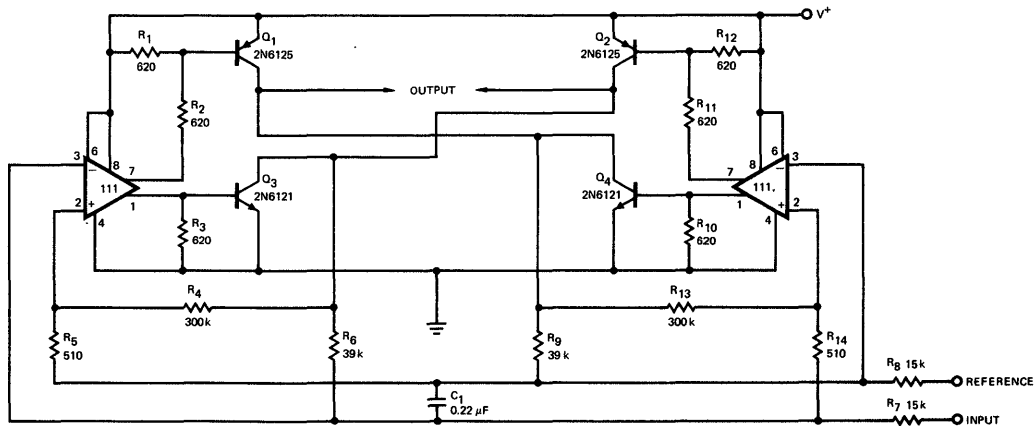 V+
R1
620
Q1
2N6125
Q2
2N6125
R12
620
OUTPUT
R2
620
R11
620
3
6
8
7
111
−
+
2
4
1
Q3
2N6121
Q4
2N6121
7
8
6
3
111.
−
+
1
4
2
R3
620
R10
620
R4
300k
R13
300k
R5
510
R6
39k
R9
39k
R14
510
R8 15k
REFERENCE
C1
0.22 μF
R7 15k
INPUT